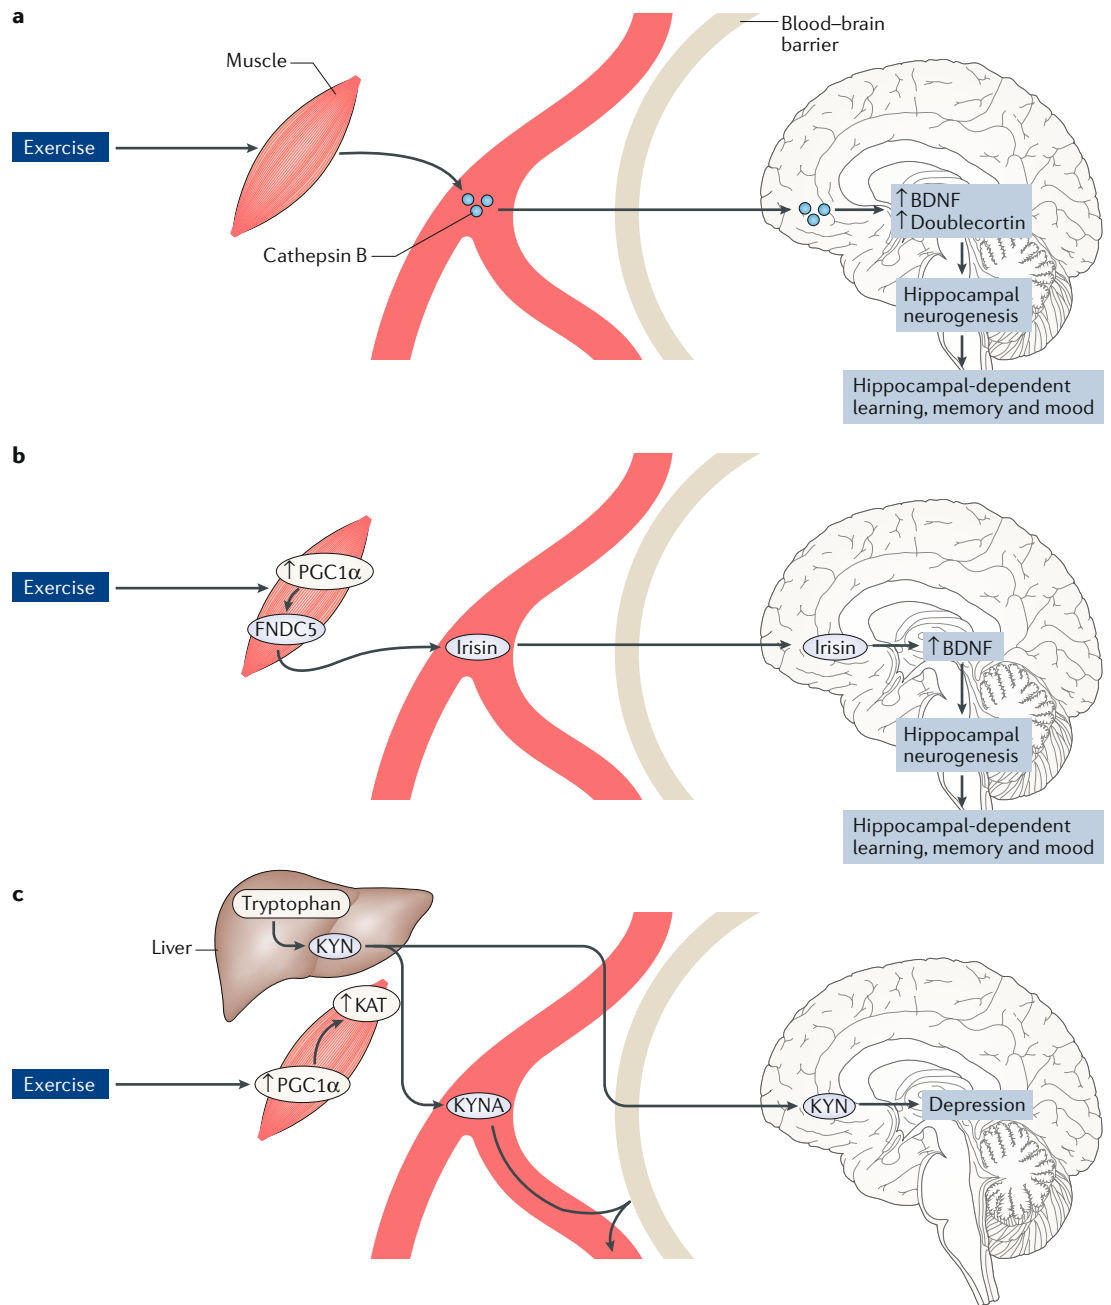 a
Blood–brain
barrier
Muscle
Exercise
↑BDNF
↑Doublecortin
Cathepsin B
Hippocampal
neurogenesis
Hippocampal-dependent
learning, memory and mood
b
↑PGC1α
Exercise
FNDC5
Irisin
Irisin
↑BDNF
Hippocampal
neurogenesis
Hippocampal-dependent
learning, memory and mood
c
Tryptophan
Liver
KYN
↑KAT
Exercise
↑PGC1α
KYNA
KYN
Depression